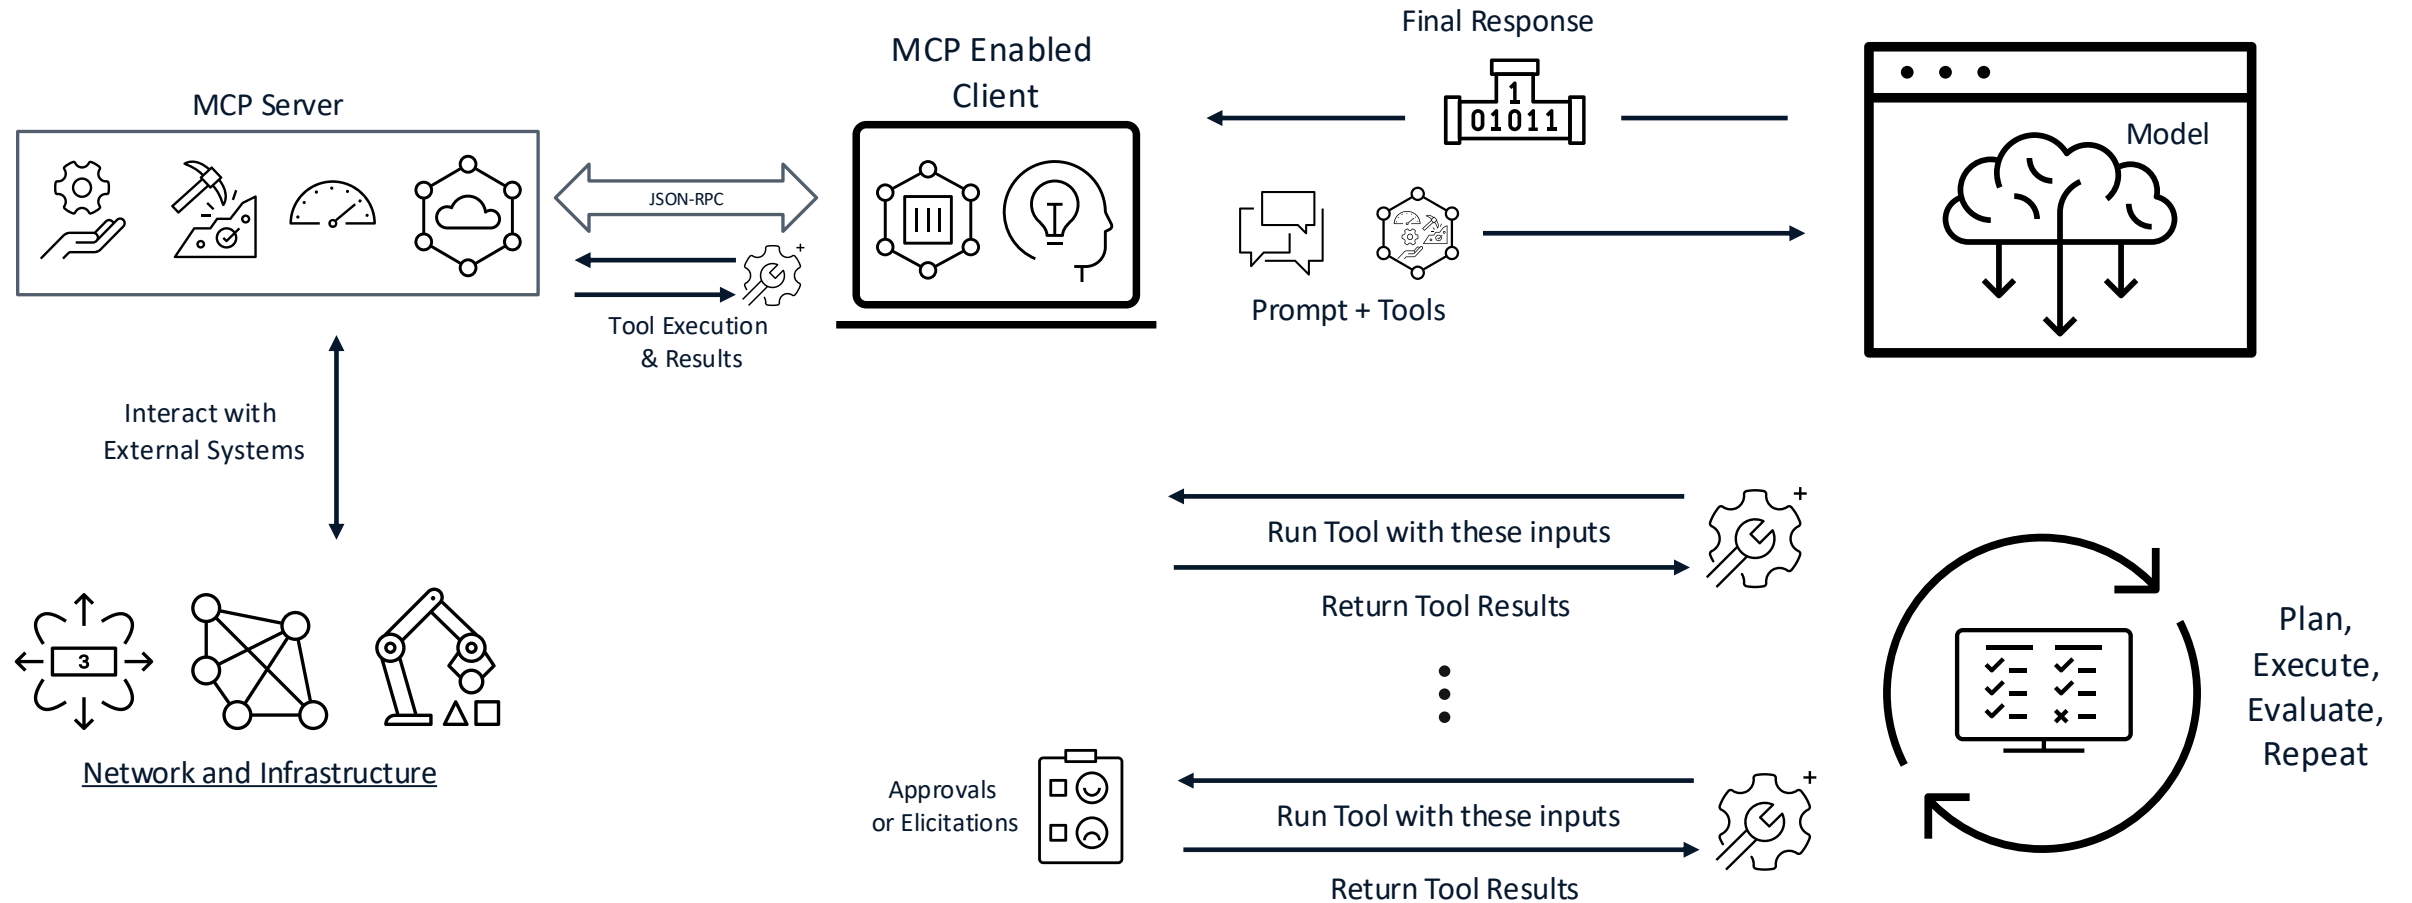 Final Response
MCP Enabled
Client
MCP Server
1
01011
Model
JSON-RPC
Prompt + Tools
Tool Execution
& Results
Interact with
External Systems
Run Tool with these inputs
Return Tool Results
3
Network and Infrastructure
Plan,
Execute,
Evaluate,
Repeat
Approvals
or Elicitations
Run Tool with these inputs
Return Tool Results